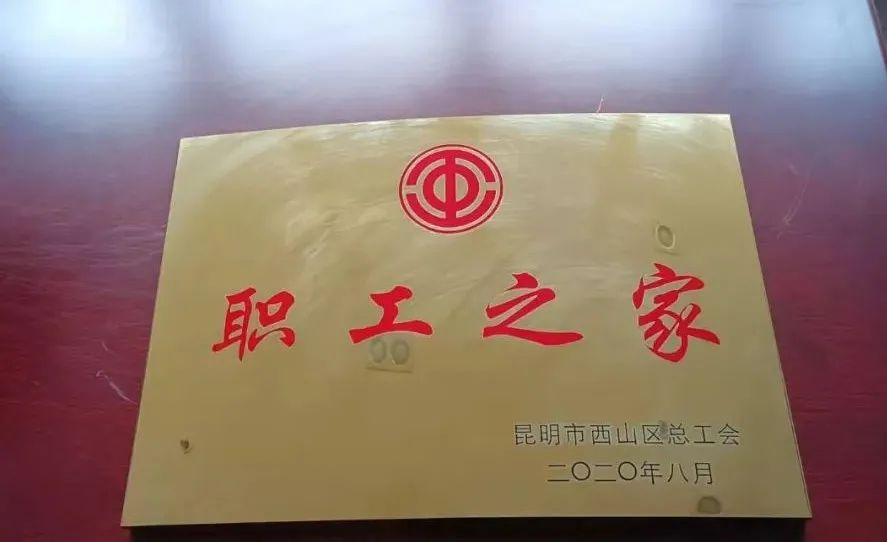 职工之家
昆明市西山区总工会
二〇二〇年八月